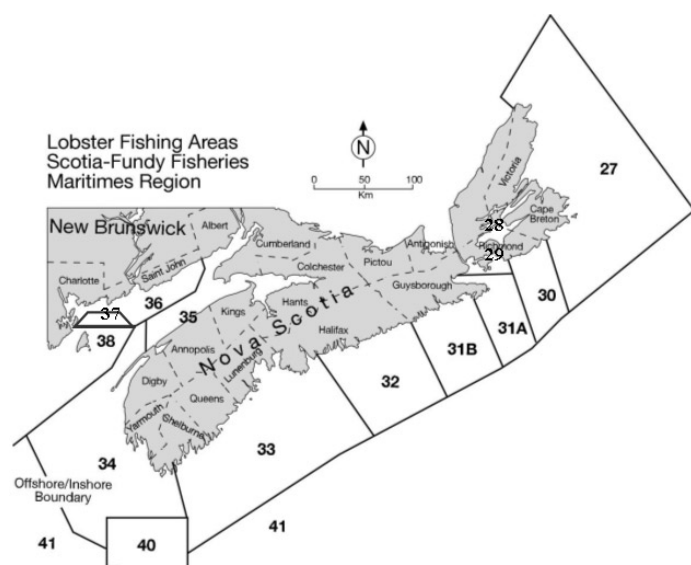 Lobster Fishing Areas
Scotia-Fundy Fisheries
Maritimes Region
N
0 50 100
Km
27
Victoria
Cape
Breton
28
Richmond
29
New Brunswick
Albert
Saint John
Charlotte
Cumberland
Colchester
Pictou
Antigonish
Guysborough
Hants
Kings
Halifax
Nova Scotia
Annopolis
Lunenburg
Digby
Queens
Yarmouth
Shelburne
37
36
35
38
30
31A
31B
32
33
34
Offshore/Inshore
Boundary
41
40
41